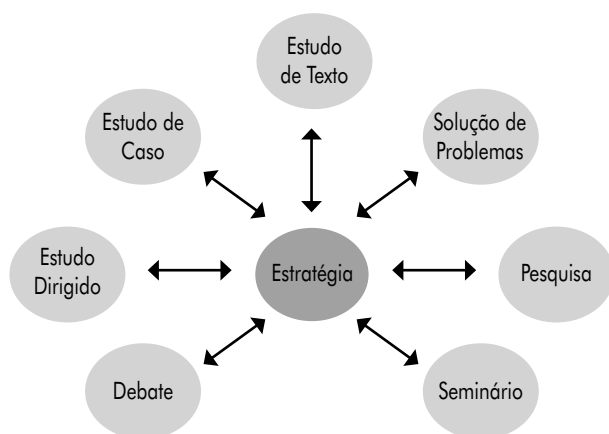 Estudo
de Texto
Estudo de
Caso
Solução de
Problemas
Estudo
Dirigido
Estratégia
Pesquisa
Debate
Seminário